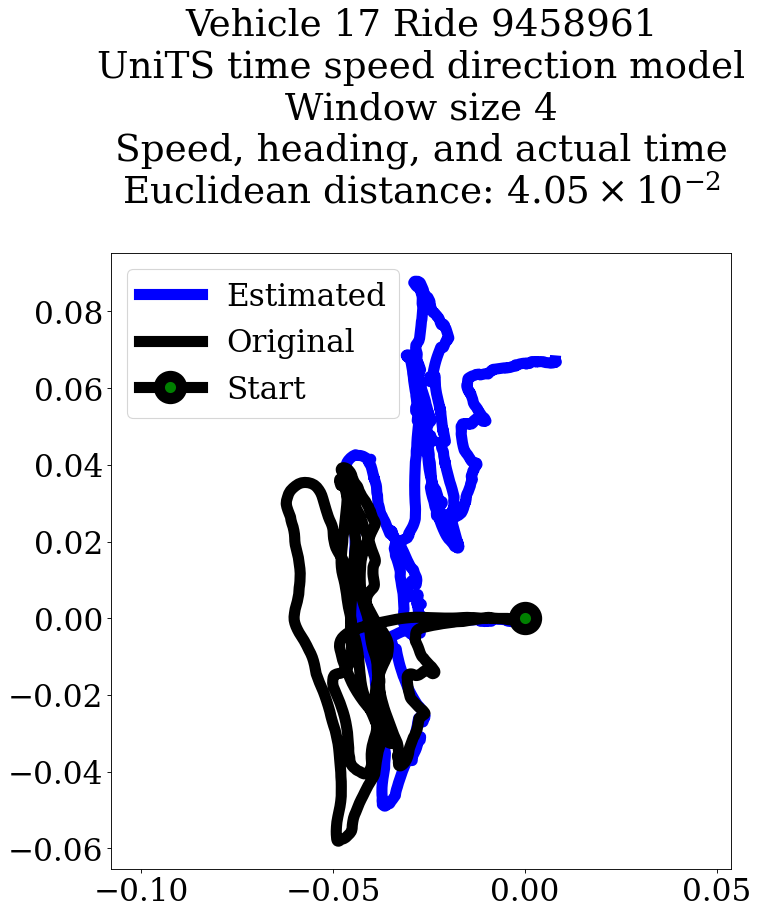 Vehicle 17 Ride 9458961
UniTS time speed direction model
Window size 4
Speed, heading, and actual time
Euclidean distance: 4.05 × 10⁻²
Estimated
Original
Start
0.08
0.06
0.04
0.02
0.00
−0.02
−0.04
−0.06
−0.10
−0.05
0.00
0.05